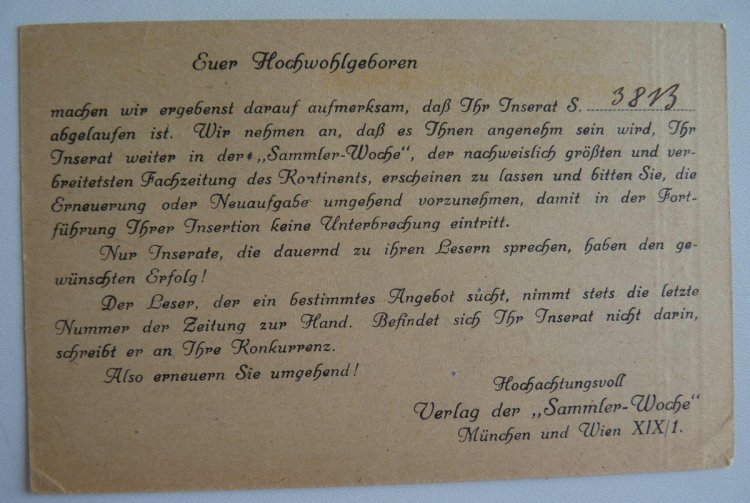 Euer Hochwohlgeboren
machen wir ergebenst darauf aufmerksam, daß Ihr Inserat S. 3813
abgelaufen ist. Wir nehmen an, daß es Ihnen angenehm sein wird, Ihr
Inserat weiter in der „Sammler-Woche“, der nachweislich größten und ver-
breitetsten Fachzeitung des Kontinents, erscheinen zu lassen und bitten Sie, die
Erneuerung oder Neuaufgabe umgehend vorzunehmen, damit in der Fort-
führung Ihrer Insertion keine Unterbrechung eintritt.
Nur Inserate, die dauernd zu ihren Lesern sprechen, haben den ge-
wünschten Erfolg!
Der Leser, der ein bestimmtes Angebot sucht, nimmt stets die letzte
Nummer der Zeitung zur Hand. Befindet sich Ihr Inserat nicht darin,
schreibt er an Ihre Konkurrenz.
Also erneuern Sie umgehend!
Hochachtungsvoll
Verlag der „Sammler-Woche“
München und Wien XIX/1.